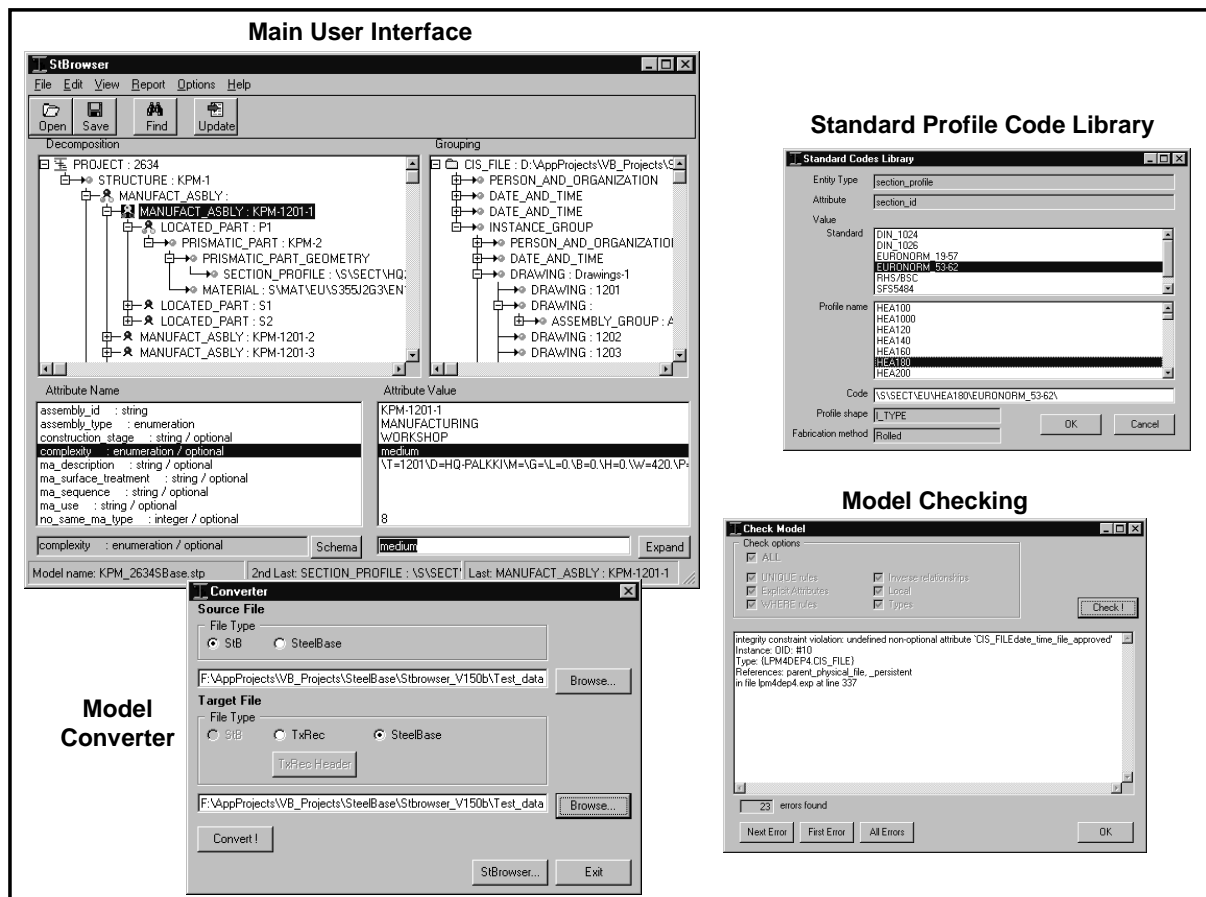 Main User Interface
StBrowser
File Edit View Report Options Help
Open Save Find Update
Decomposition
PROJECT : 2634
STRUCTURE : KPM-1
MANUFACT_ASBLY :
MANUFACT_ASBLY : KPM-1201-1
LOCATED_PART : P1
PRISMATIC_PART : KPM-2
PRISMATIC_PART_GEOMETRY
SECTION_PROFILE : \S\SECT\HQ
MATERIAL : S\MAT\EU\S355J2G3\EN
LOCATED_PART : S1
LOCATED_PART : S2
MANUFACT_ASBLY : KPM-1201-2
MANUFACT_ASBLY : KPM-1201-3
Grouping
CIS_FILE : D:\AppProjects\VB_Projects\S
PERSON_AND_ORGANIZATION
DATE_AND_TIME
DATE_AND_TIME
INSTANCE_GROUP
PERSON_AND_ORGANIZATIO
DATE_AND_TIME
DRAWING : Drawings-1
DRAWING : 1201
DRAWING :
ASSEMBLY_GROUP : A
DRAWING : 1202
DRAWING : 1203
Attribute Name
assembly_id : string
assembly_type : enumeration
construction_stage : string / optional
complexity : enumeration / optional
ma_description : string / optional
ma_surface_treatment : string / optional
ma_sequence : string / optional
ma_use : string / optional
no_same_ma_type : integer / optional
complexity : enumeration / optional
Schema
Attribute Value
KPM-1201-1
MANUFACTURING
WORKSHOP
medium
\T=1201\D=HQ-PALKKI\M=\G=\L=0.\B=0.\H=0.\W=420.\P=
8
medium
Expand
Model name: KPM_2634SBase.stp
2nd Last: SECTION_PROFILE : \S\SECT
Last: MANUFACT_ASBLY : KPM-1201-1
Standard Profile Code Library
Standard Codes Library
Entity Type section_profile
Attribute section_id
Value
Standard
DIN_1024
DIN_1026
EURONORM_19-57
EURONORM_53-62
RHS/BSC
SFS5484
Profile name
HEA100
HEA1000
HEA120
HEA140
HEA160
HEA180
HEA200
Code \S\SECT\EU\HEA180\EURONORM_53-62\
Profile shape I_TYPE
Fabrication method Rolled
OK Cancel
Model Converter
Converter
Source File
File Type
StB SteelBase
F:\AppProjects\VB_Projects\SteelBase\Stbrowser_V150b\Test_data
Browse...
Target File
File Type
StB TxRec SteelBase
TxRec Header
F:\AppProjects\VB_Projects\SteelBase\Stbrowser_V150b\Test_data
Browse...
Convert !
StBrowser... Exit
Model Checking
Check Model
Check options
ALL
UNIQUE rules Inverse relationships
Explicit Attributes Local
WHERE rules Types
Check !
integrity constraint violation: undefined non-optional attribute `CIS_FILEdate_time_file_approved'
Instance: OID: #10
Type: {LPM4DEP4.CIS_FILE}
References: parent_physical_file, _persistent
in file lpm4dep4.exp at line 337
23 errors found
Next Error First Error All Errors OK